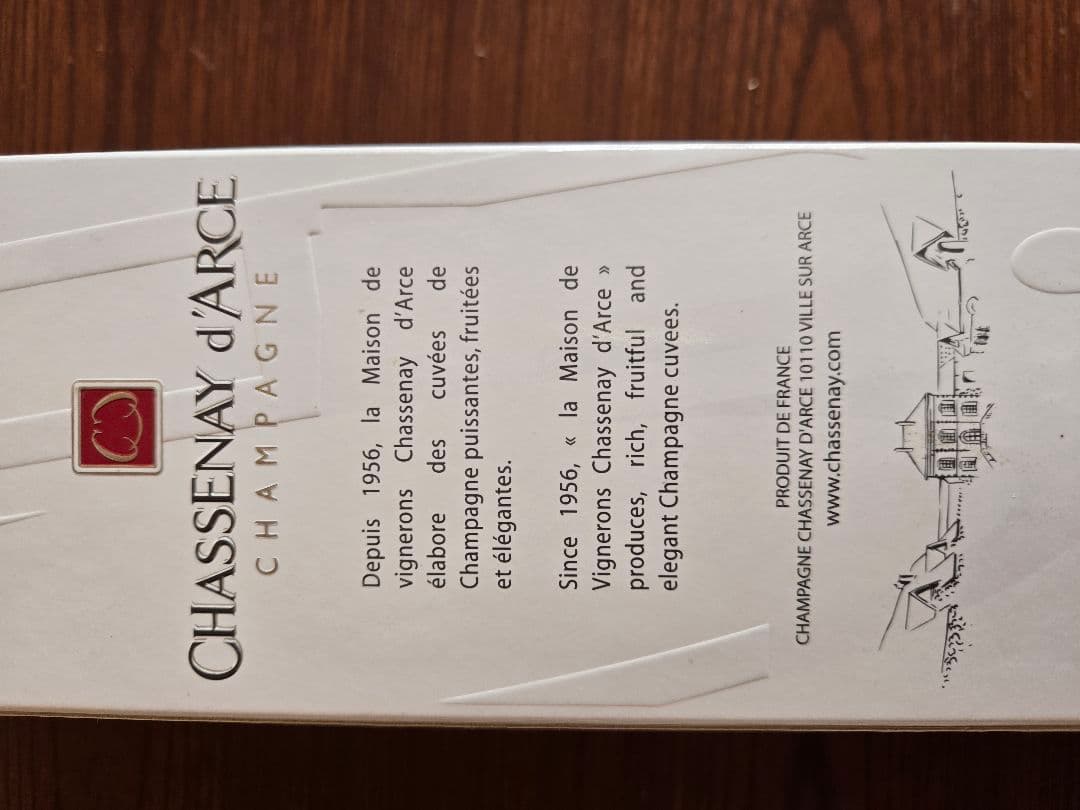 CHASSENAY d'ARCE
CHAMPAGNE
Depuis 1956, la Maison de
vignerons Chassenay d'Arce
élabore des cuvées de
Champagne puissantes, fruitées
et élégantes.
Since 1956, « la Maison de
Vignerons Chassenay d'Arce »
produces, rich, fruitful and
elegant Champagne cuvees.
PRODUIT DE FRANCE
CHAMPAGNE CHASSENAY D'ARCE 10110 VILLE SUR ARCE
www.chassenay.com